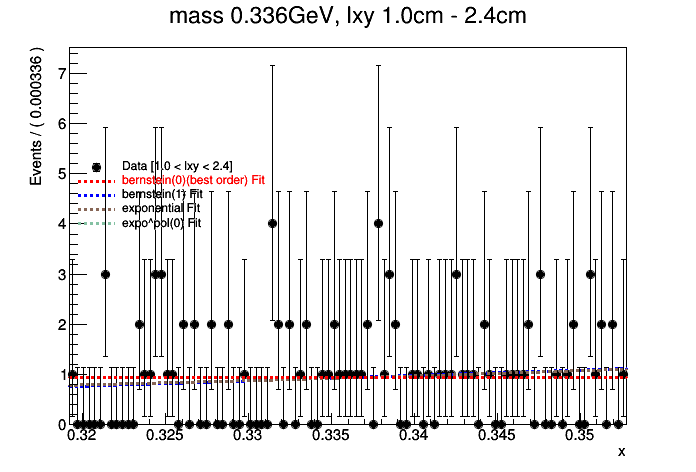 mass 0.336GeV, lxy 1.0cm - 2.4cm
Events / ( 0.000336 )
7
6
5
4
3
2
1
0
Data [1.0 < lxy < 2.4]
bernstein(0)(best order) Fit
bernstein(1) Fit
exponential Fit
expo^pol(0) Fit
0.32 0.325 0.33 0.335 0.34 0.345 0.35
x